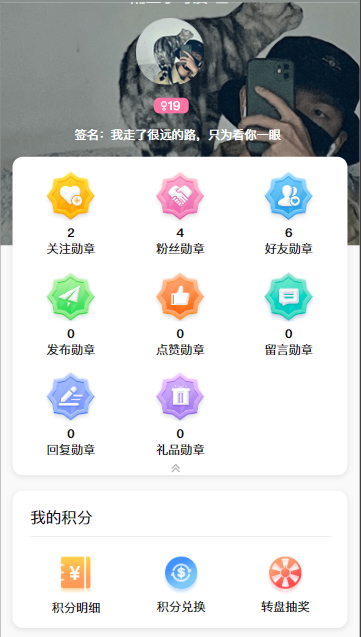 ♀19
签名：我走了很远的路，只为看你一眼
2 4 6
关注勋章 粉丝勋章 好友勋章
0 0 0
发布勋章 点赞勋章 留言勋章
0 0
回复勋章 礼品勋章
我的积分
积分明细 积分兑换 转盘抽奖